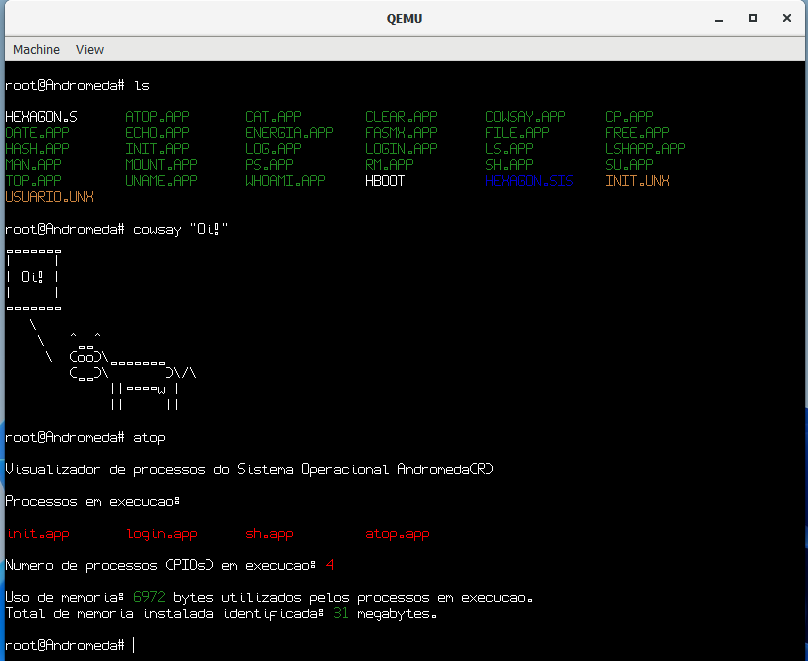 QEMU
Machine View
root@Andromeda# ls
HEXAGON.S ATOP.APP CAT.APP CLEAR.APP COWSAY.APP CP.APP
DATE.APP ECHO.APP ENERGIA.APP FASMX.APP FILE.APP FREE.APP
HASH.APP INIT.APP LOG.APP LOGIN.APP LS.APP LSHAPP.APP
MAN.APP MOUNT.APP PS.APP RM.APP SH.APP SU.APP
TOP.APP UNAME.APP WHOAMI.APP HBOOT HEXAGON.SIS INIT.UNX
USUARIO.UNX
root@Andromeda# cowsay "Oi!"
-------
|     |
| Oi! |
|     |
-------
   \
    \   ^__^
     \  (oo)\_______
        (__)\       )\/\
             ||----w |
             ||     ||
root@Andromeda# atop
Visualizador de processos do Sistema Operacional Andromeda(R)
Processos em execucao:
init.app login.app sh.app atop.app
Numero de processos (PIDs) em execucao: 4
Uso de memoria: 6972 bytes utilizados pelos processos em execucao.
Total de memoria instalada identificada: 31 megabytes.
root@Andromeda#